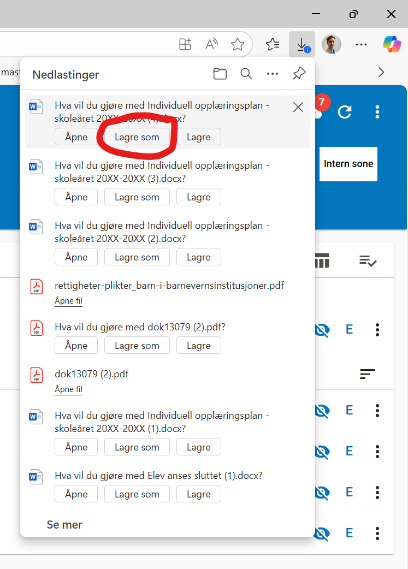 mast
Nedlastinger
7
Hva vil du gjøre med Individuell opplæringsplan -
skoleåret 20XX-20XX (4).docx?
Åpne Lagre som Lagre
Intern sone
Hva vil du gjøre med Individuell opplæringsplan -
skoleåret 20XX-20XX (3).docx?
Åpne Lagre som Lagre
Hva vil du gjøre med Individuell opplæringsplan -
skoleåret 20XX-20XX (2).docx?
Åpne Lagre som Lagre
rettigheter-plikter_barn-i-barnevernsinstitusjoner.pdf
Åpne fil
Hva vil du gjøre med dok13079 (2).pdf?
E
Åpne Lagre som Lagre
dok13079 (2).pdf
Åpne fil
Hva vil du gjøre med Individuell opplæringsplan -
skoleåret 20XX-20XX (1).docx?
E
Åpne Lagre som Lagre
E
Hva vil du gjøre med Elev anses sluttet (1).docx?
Åpne Lagre som Lagre
E
Se mer
E